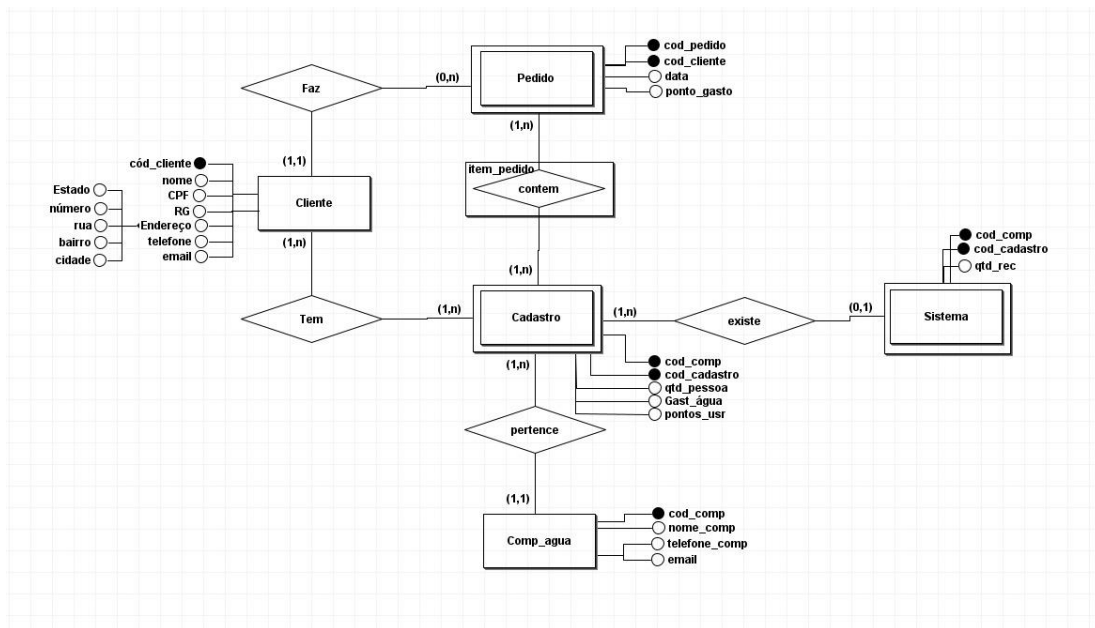 cod_pedido
cod_cliente
data
ponto_gasto
Pedido
(0,n)
Faz
(1,n)
(1,1)
item_pedido
contem
cód_cliente
nome
CPF
RG
Endereço
telefone
email
Estado
número
rua
bairro
cidade
Cliente
(1,n)
(1,n)
cod_comp
cod_cadastro
qtd_rec
Tem
(1,n)
Cadastro
(1,n)
existe
(0,1)
Sistema
(1,n)
cod_comp
cod_cadastro
qtd_pessoa
Gast_água
pontos_usr
pertence
(1,1)
Comp_agua
cod_comp
nome_comp
telefone_comp
email